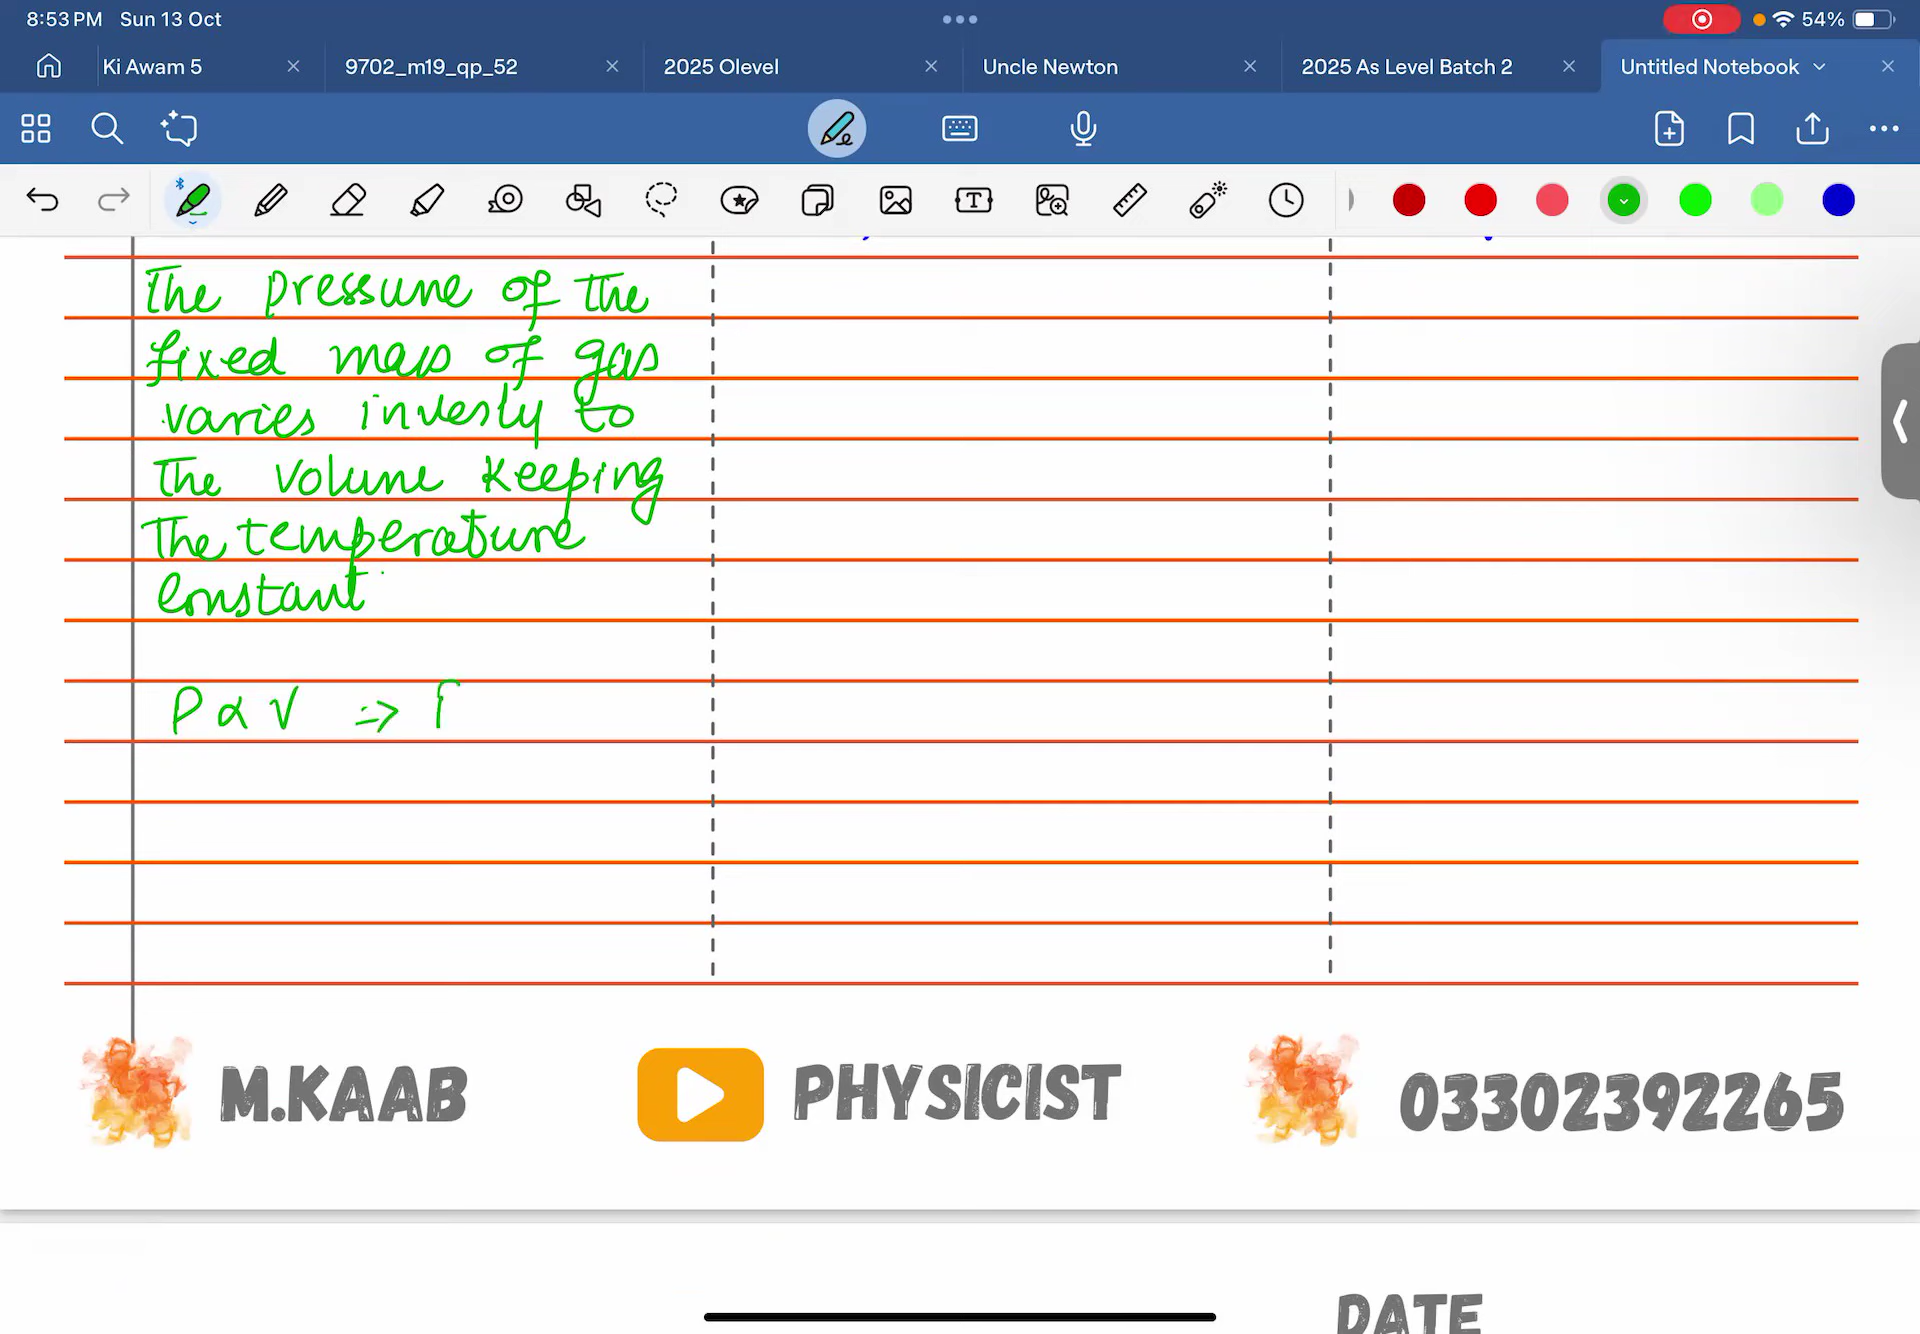 8:53 PM Sun 13 Oct
54%
Ki Awam 5
9702_m19_qp_52
2025 Olevel
Uncle Newton
2025 As Level Batch 2
Untitled Notebook
The pressure of the
fixed mass of gas
varies invesly to
The volume keeping
The temperature
constant
P ∝ V ⇒
M.KAAB
PHYSICIST
03302392265
DATE